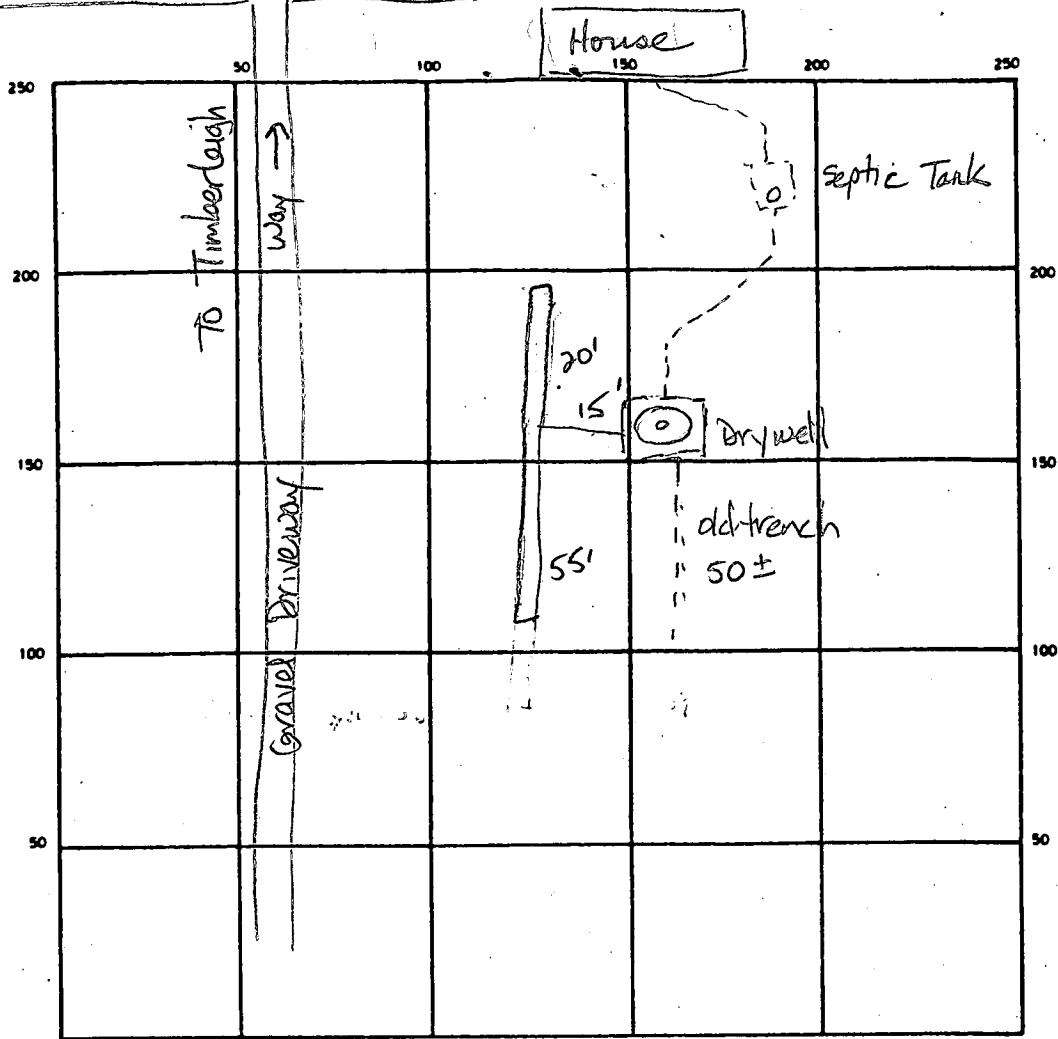 House
50 100 150 200 250
250
To Timberleigh
Way →
Septic Tank
200 200
20'
15'
Drywell
150 150
Gravel Driveway
old trench
55'
50 ±
100 100
50 50